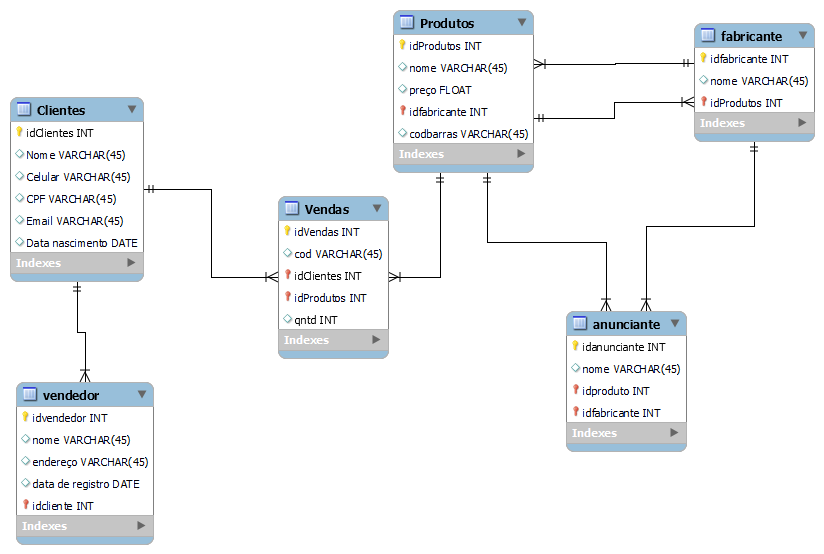 Produtos
idProdutos INT
nome VARCHAR(45)
preço FLOAT
idfabricante INT
codbarras VARCHAR(45)
Indexes
fabricante
idfabricante INT
nome VARCHAR(45)
idProdutos INT
Indexes
Clientes
idClientes INT
Nome VARCHAR(45)
Celular VARCHAR(45)
CPF VARCHAR(45)
Email VARCHAR(45)
Data nascimento DATE
Indexes
Vendas
idVendas INT
cod VARCHAR(45)
idClientes INT
idProdutos INT
qntd INT
Indexes
anunciante
idanunciante INT
nome VARCHAR(45)
idproduto INT
idfabricante INT
Indexes
vendedor
idvendedor INT
nome VARCHAR(45)
endereço VARCHAR(45)
data de registro DATE
idcliente INT
Indexes